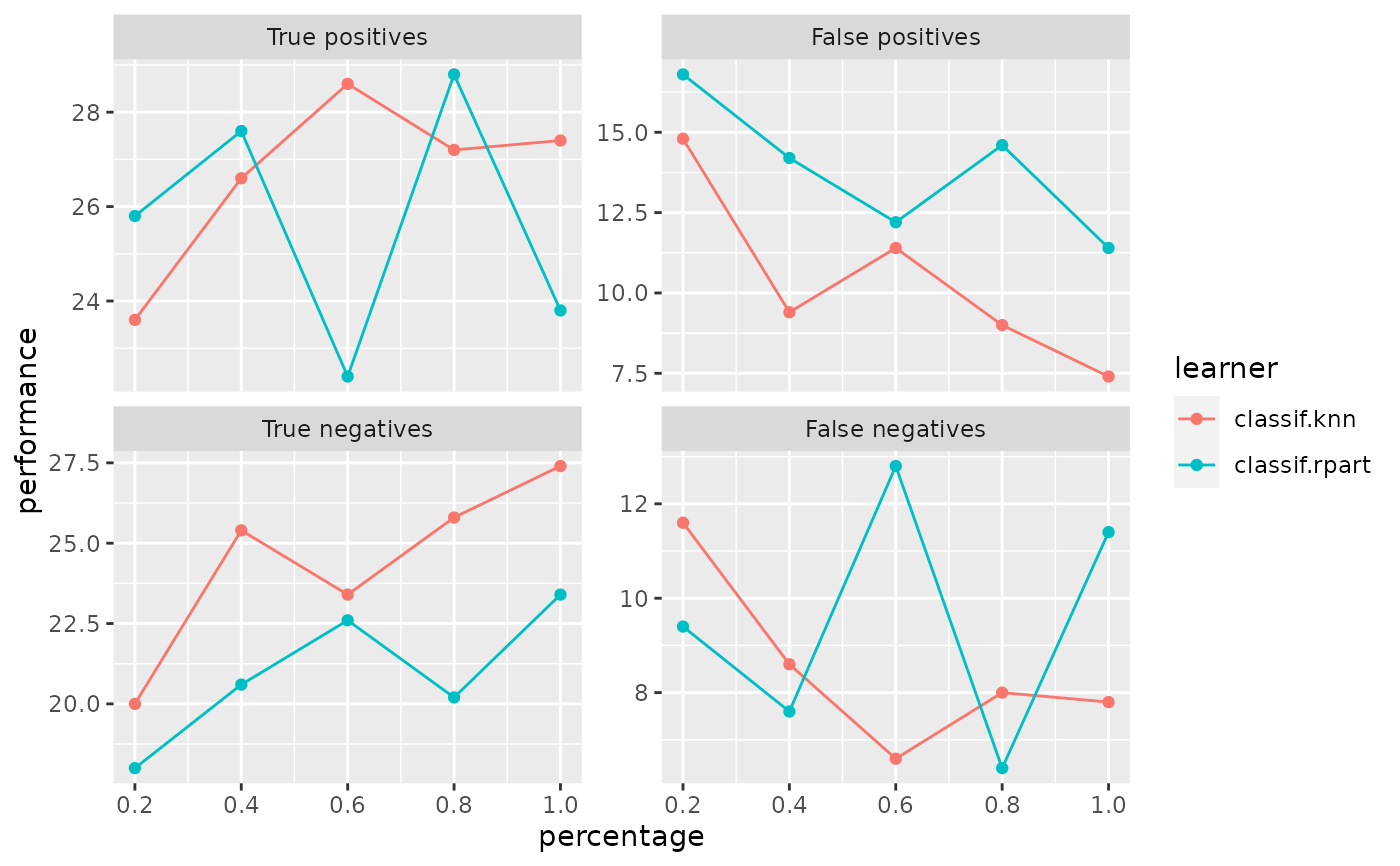 True positives
False positives
28
26
24
15.0
12.5
10.0
7.5
True negatives
False negatives
27.5
25.0
22.5
20.0
12
10
8
0.2 0.4 0.6 0.8 1.0
0.2 0.4 0.6 0.8 1.0
percentage
performance
learner
classif.knn
classif.rpart